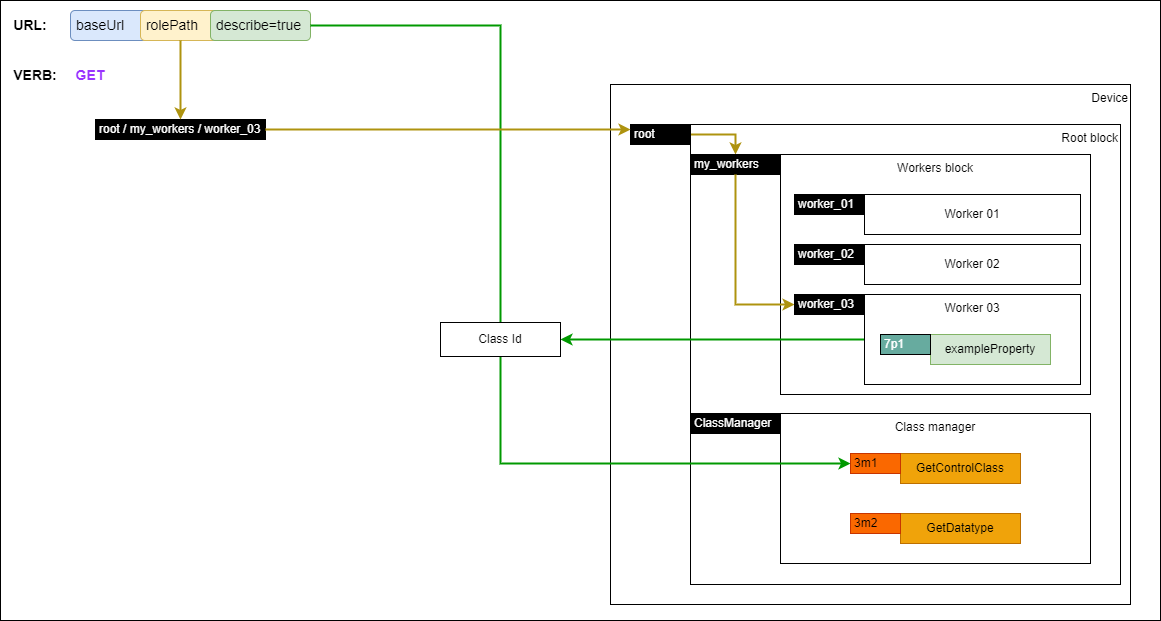 URL: baseUrl rolePath describe=true
VERB: GET
Device
root / my_workers / worker_03
root
Root block
my_workers
Workers block
worker_01
Worker 01
worker_02
Worker 02
worker_03
Worker 03
Class Id
7p1
exampleProperty
ClassManager
Class manager
3m1
GetControlClass
3m2
GetDatatype